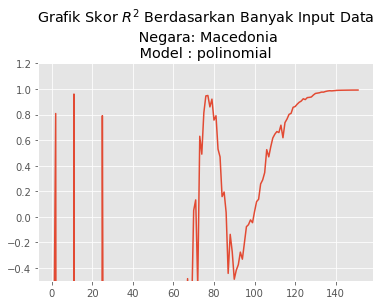 Grafik Skor R² Berdasarkan Banyak Input Data
Negara: Macedonia
Model : polinomial
1.2
1.0
0.8
0.6
0.4
0.2
0.0
−0.2
−0.4
0 20 40 60 80 100 120 140